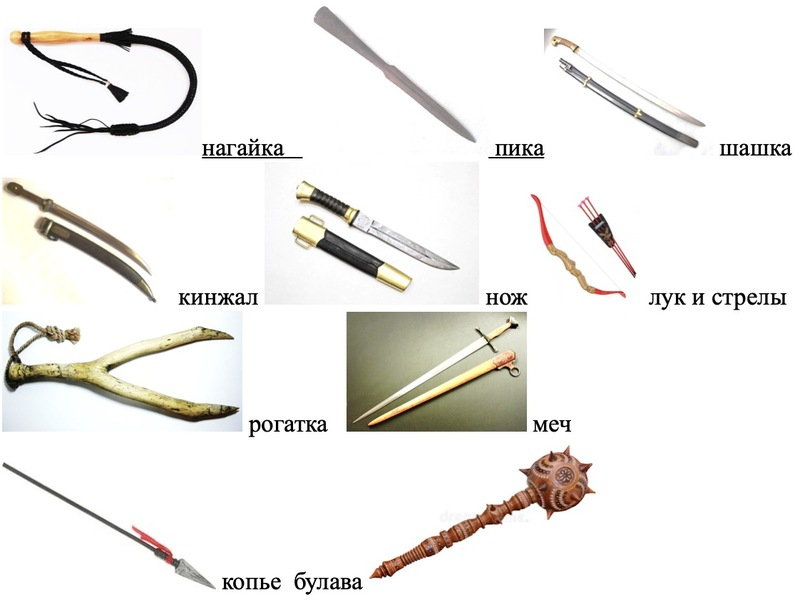 нагайка пика шашка
кинжал нож лук и стрелы
рогатка меч
копье булава